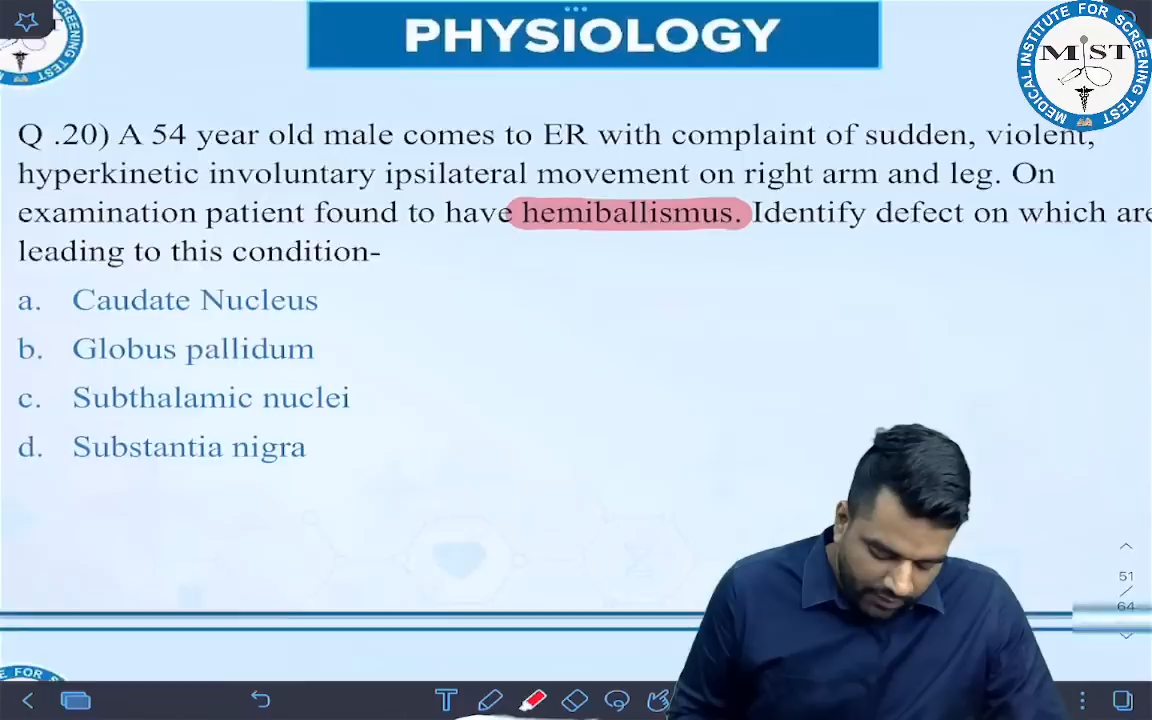 PHYSIOLOGY
MEDICAL INSTITUTE FOR SCREENING TEST
MIST
Q .20) A 54 year old male comes to ER with complaint of sudden, violent,
hyperkinetic involuntary ipsilateral movement on right arm and leg. On
examination patient found to have hemiballismus. Identify defect on which are
leading to this condition-
a. Caudate Nucleus
b. Globus pallidum
c. Subthalamic nuclei
d. Substantia nigra
51
/
64
T